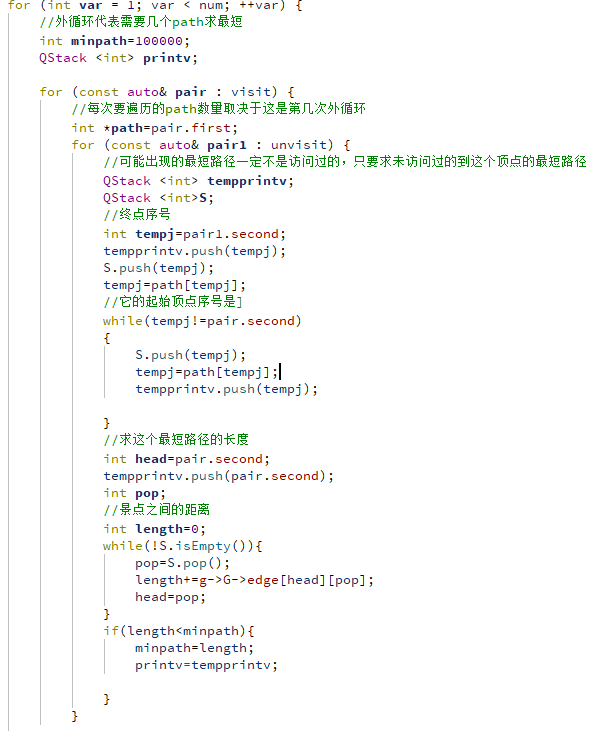 for (int var = 1; var < num; ++var) {
//外循环代表需要几个path求最短
int minpath=100000;
QStack <int> printv;
for (const auto& pair : visit) {
//每次要遍历的path数量取决于这是第几次外循环
int *path=pair.first;
for (const auto& pair1 : unvisit) {
//可能出现的最短路径一定不是访问过的，只要求未访问过的到这个顶点的最短路径
QStack <int> tempprintv;
QStack <int>S;
//终点序号
int tempj=pair1.second;
tempprintv.push(tempj);
S.push(tempj);
tempj=path[tempj];
//它的起始顶点序号是]
while(tempj!=pair.second)
{
S.push(tempj);
tempj=path[tempj];
tempprintv.push(tempj);
}
//求这个最短路径的长度
int head=pair.second;
tempprintv.push(pair.second);
int pop;
//景点之间的距离
int length=0;
while(!S.isEmpty()){
pop=S.pop();
length+=g->G->edge[head][pop];
head=pop;
}
if(length<minpath){
minpath=length;
printv=tempprintv;
}
}